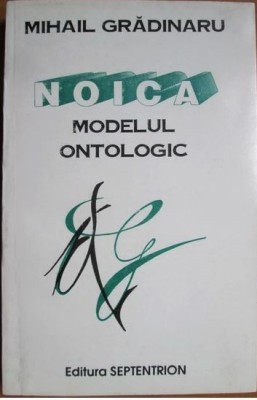 MIHAIL GRĂDINARU
NOICA
MODELUL
ONTOLOGIC
Editura SEPTENTRION